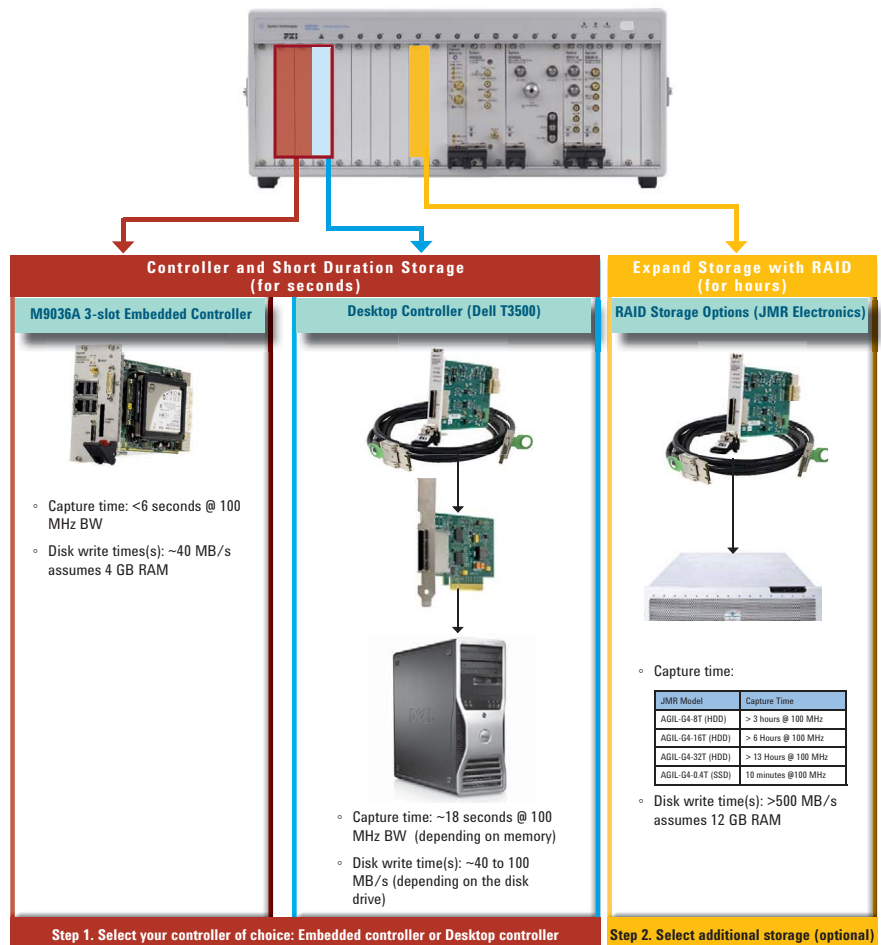 Agilent Technologies
PXI
Controller and Short Duration Storage
(for seconds)
Expand Storage with RAID
(for hours)
M9036A 3-slot Embedded Controller
Desktop Controller (Dell T3500)
RAID Storage Options (JMR Electronics)
◦ Capture time: <6 seconds @ 100
MHz BW
◦ Disk write times(s): ~40 MB/s
assumes 4 GB RAM
DELL
◦ Capture time: ~18 seconds @ 100
MHz BW (depending on memory)
◦ Disk write time(s): ~40 to 100
MB/s (depending on the disk
drive)
◦ Capture time:
JMR Model Capture Time
AGIL-G4-8T (HDD) > 3 hours @ 100 MHz
AGIL-G4-16T (HDD) > 6 Hours @ 100 MHz
AGIL-G4-32T (HDD) > 13 Hours @ 100 MHz
AGIL-G4-0.4T (SSD) 10 minutes @100 MHz
◦ Disk write time(s): >500 MB/s
assumes 12 GB RAM
Step 1. Select your controller of choice: Embedded controller or Desktop controller
Step 2. Select additional storage (optional)